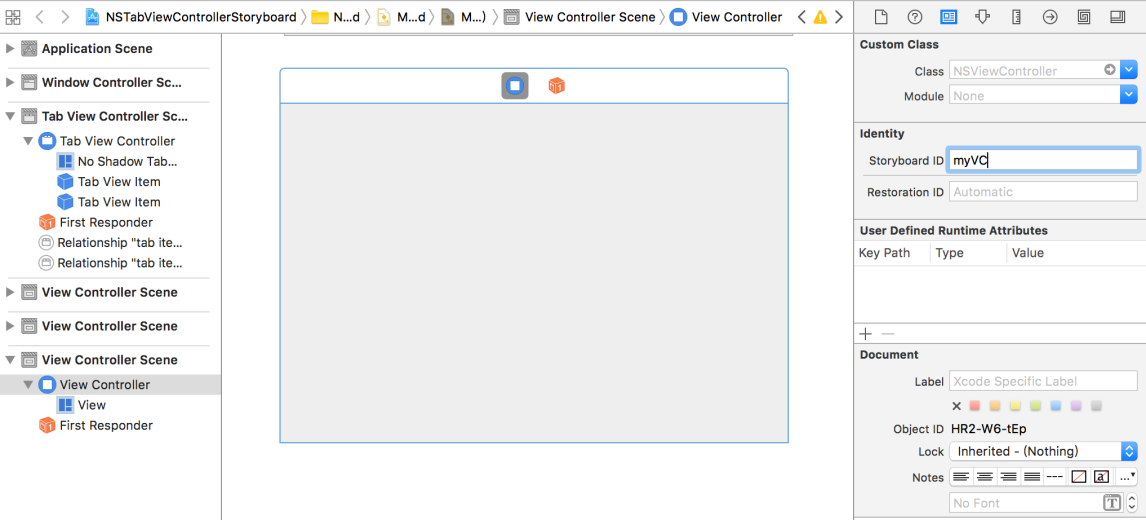 NSTabViewControllerStoryboard N...d M...d M...) View Controller Scene View Controller
Application Scene
Window Controller Sc...
Tab View Controller Sc...
Tab View Controller
No Shadow Tab...
Tab View Item
Tab View Item
First Responder
Relationship "tab ite...
Relationship "tab ite...
View Controller Scene
View Controller Scene
View Controller Scene
View Controller
View
First Responder
Custom Class
Class NSViewController
Module None
Identity
Storyboard ID myVC
Restoration ID Automatic
User Defined Runtime Attributes
Key Path Type Value
Document
Label Xcode Specific Label
Object ID HR2-W6-tEp
Lock Inherited - (Nothing)
Notes
No Font